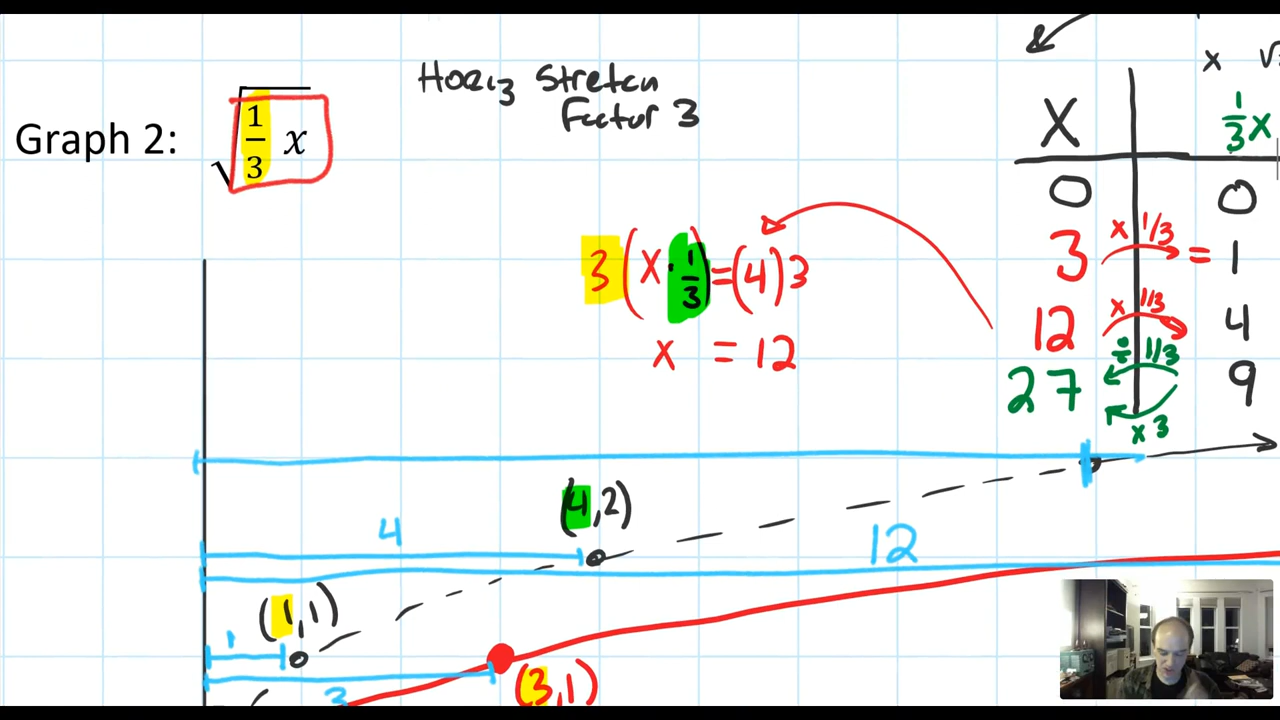 Horiz Stretch
Factor 3
Graph 2: √(1/3 x)
x √
X 1/3 x
0 0
3 x 1/3 = 1
12 x 1/3 4
27 ÷ 1/3 9
x 3
3(x · 1/3) = (4)3
x = 12
(4,2)
4
12
(1,1)
1
3
(3,1)